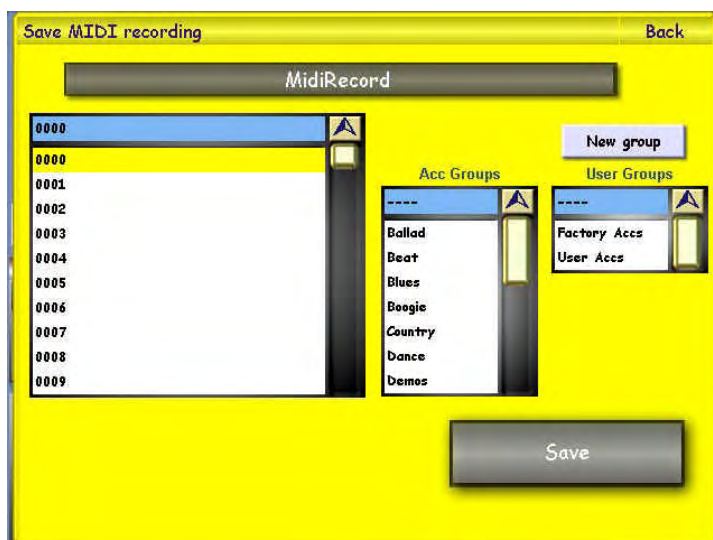 Save MIDI recording Back
MidiRecord
0000
0000
0001
0002
0003
0004
0005
0006
0007
0008
0009
New group
Acc Groups
----
Ballad
Beat
Blues
Boogie
Country
Dance
Demos
User Groups
----
Factory Accs
User Accs
Save